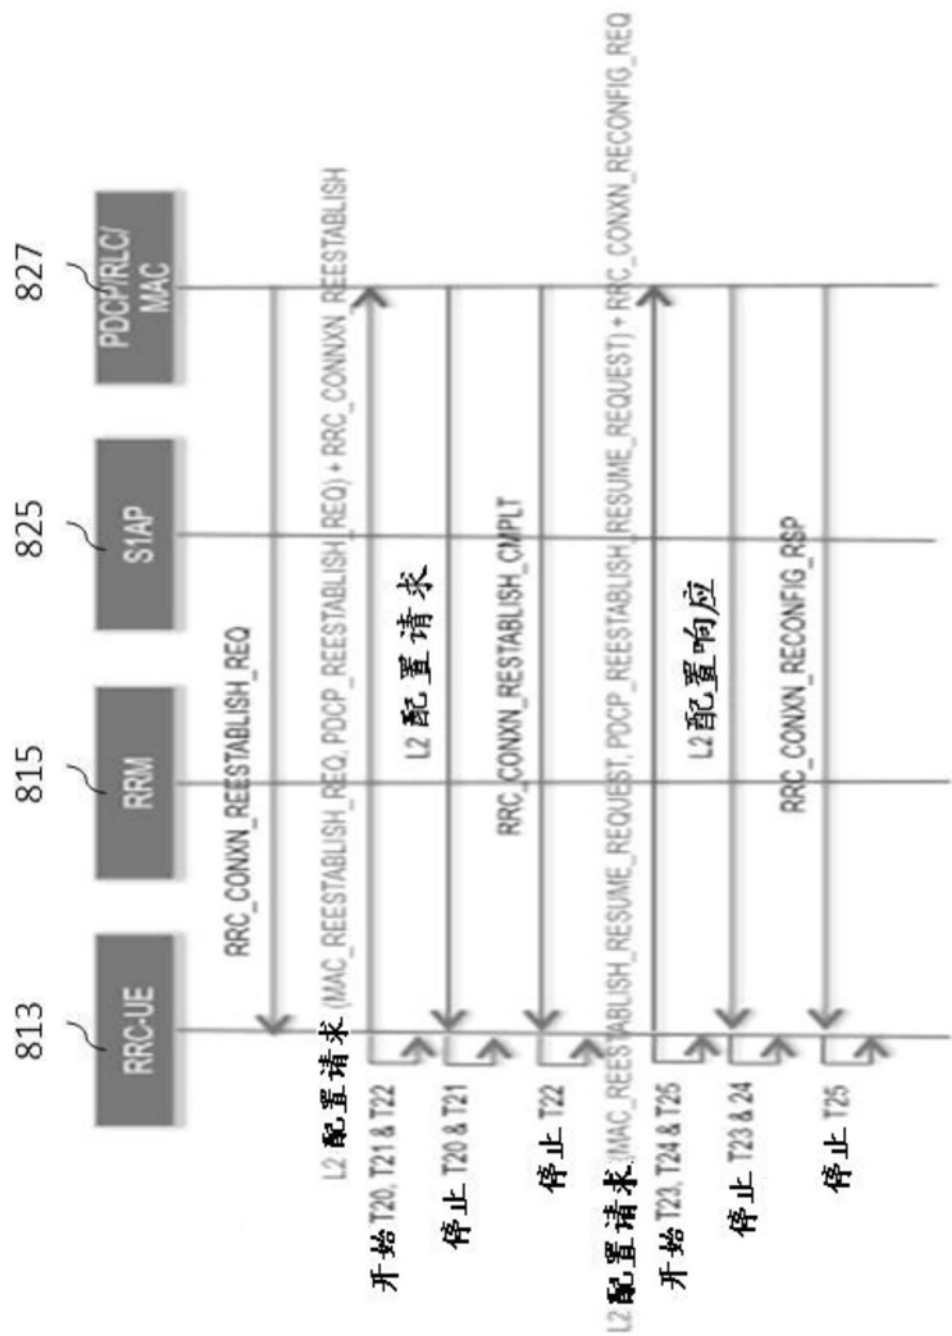 813
815
825
827
RRC-UE
RRM
S1AP
PDCP/RLC/
MAC
RRC_CONXN_REESTABLISH_REQ
L2 配置请求 (MAC_REESTABLISH_REQ, PDCP_REESTABLISH_REQ) + RRC_CONNXN_REESTABLISH
开始 T20, T21 & T22
L2 配置请求
停止 T20 & T21
RRC_CONXN_RESTABLISH_CMPLT
停止 T22
L2 配置请求 (MAC_REESTABLISH_RESUME_REQUEST, PDCP_REESTABLISH_RESUME_REQUEST) + RRC_CONXN_RECONFIG_REQ
开始 T23, T24 & T25
L2 配置响应
停止 T23 & 24
RRC_CONXN_RECONFIG_RSP
停止 T25